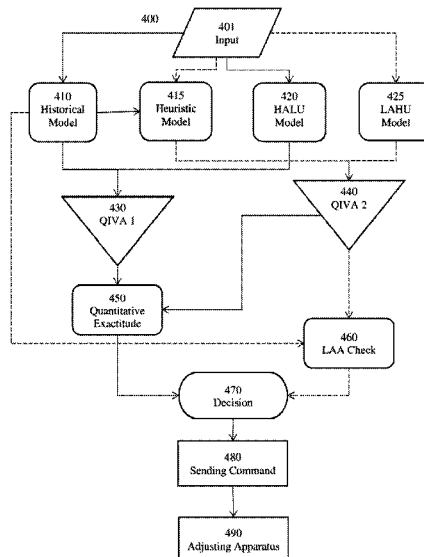 400
401
Input
410
Historical
Model
415
Heuristic
Model
420
HALU
Model
425
LAHU
Model
430
QIVA 1
440
QIVA 2
450
Quantitative
Exactitude
460
LAA Check
470
Decision
480
Sending Command
490
Adjusting Apparatus